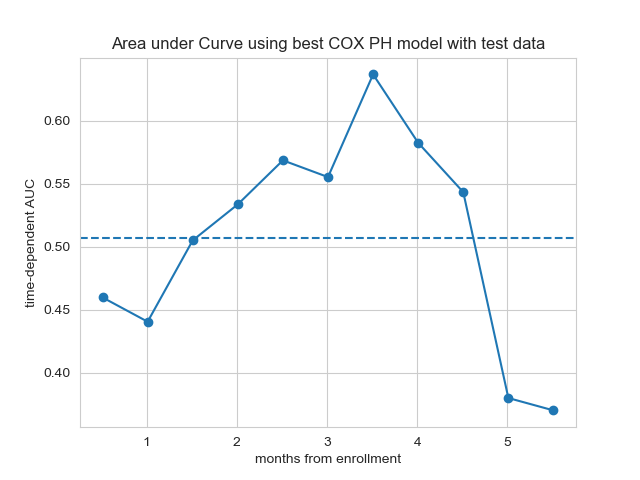 Area under Curve using best COX PH model with test data
time-dependent AUC
0.60
0.55
0.50
0.45
0.40
1 2 3 4 5
months from enrollment